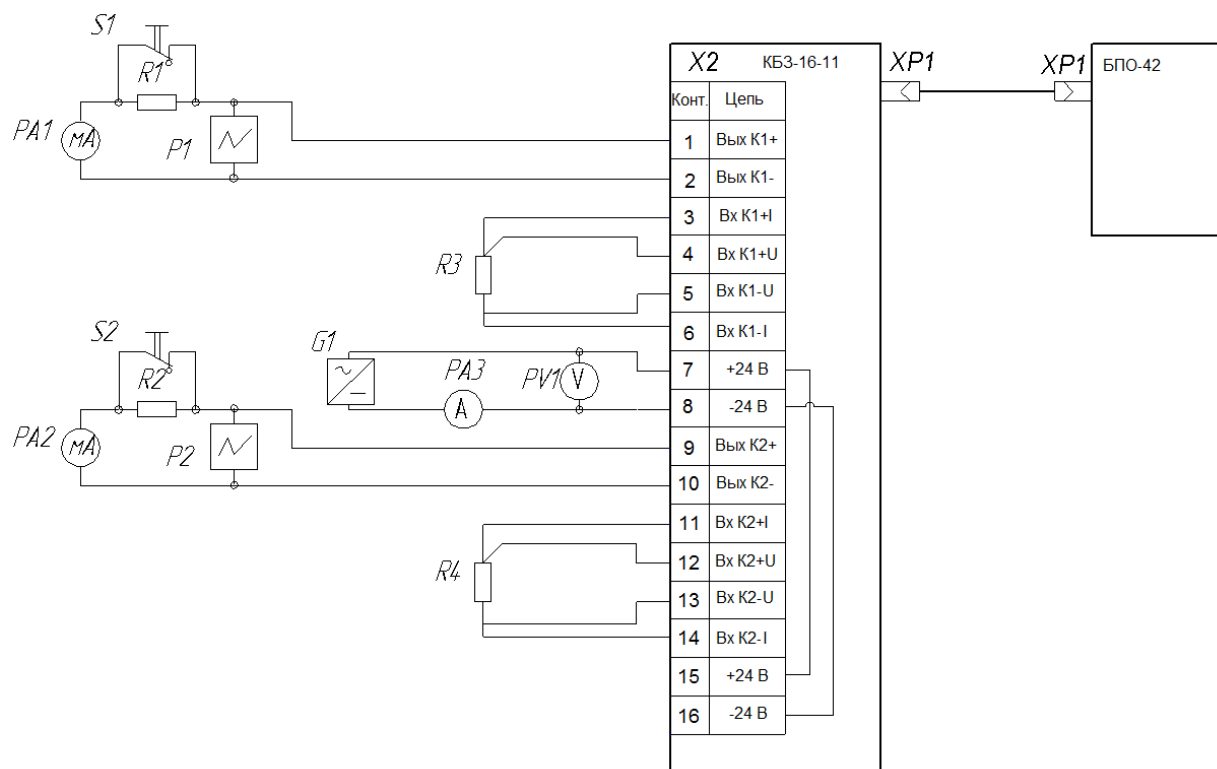 S1
R1
PA1
mA
P1
X2 КБЗ-16-11
XP1
XP1
БПО-42
Конт. Цепь
1 Вых К1+
2 Вых К1-
3 Вх К1+I
4 Вх К1+U
5 Вх К1-U
6 Вх К1-I
7 +24 В
8 -24 В
9 Вых К2+
10 Вых К2-
11 Вх К2+I
12 Вх К2+U
13 Вх К2-U
14 Вх К2-I
15 +24 В
16 -24 В
R3
S2
R2
PA2
mA
P2
G1
PA3
A
PV1
V
R4